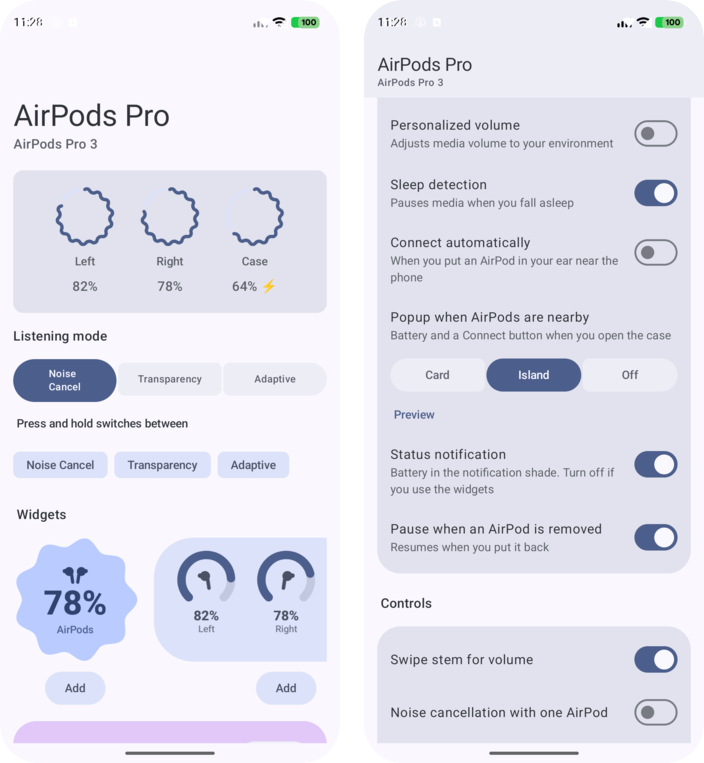 11:28
100
AirPods Pro
AirPods Pro 3
Left
Right
Case
82%
78%
64% ⚡
Listening mode
Noise
Cancel
Transparency
Adaptive
Press and hold switches between
Noise Cancel
Transparency
Adaptive
Widgets
78%
AirPods
82%
Left
78%
Right
Add
Add
11:28
100
AirPods Pro
AirPods Pro 3
Personalized volume
Adjusts media volume to your environment
Sleep detection
Pauses media when you fall asleep
Connect automatically
When you put an AirPod in your ear near the
phone
Popup when AirPods are nearby
Battery and a Connect button when you open the case
Card
Island
Off
Preview
Status notification
Battery in the notification shade. Turn off if
you use the widgets
Pause when an AirPod is removed
Resumes when you put it back
Controls
Swipe stem for volume
Noise cancellation with one AirPod